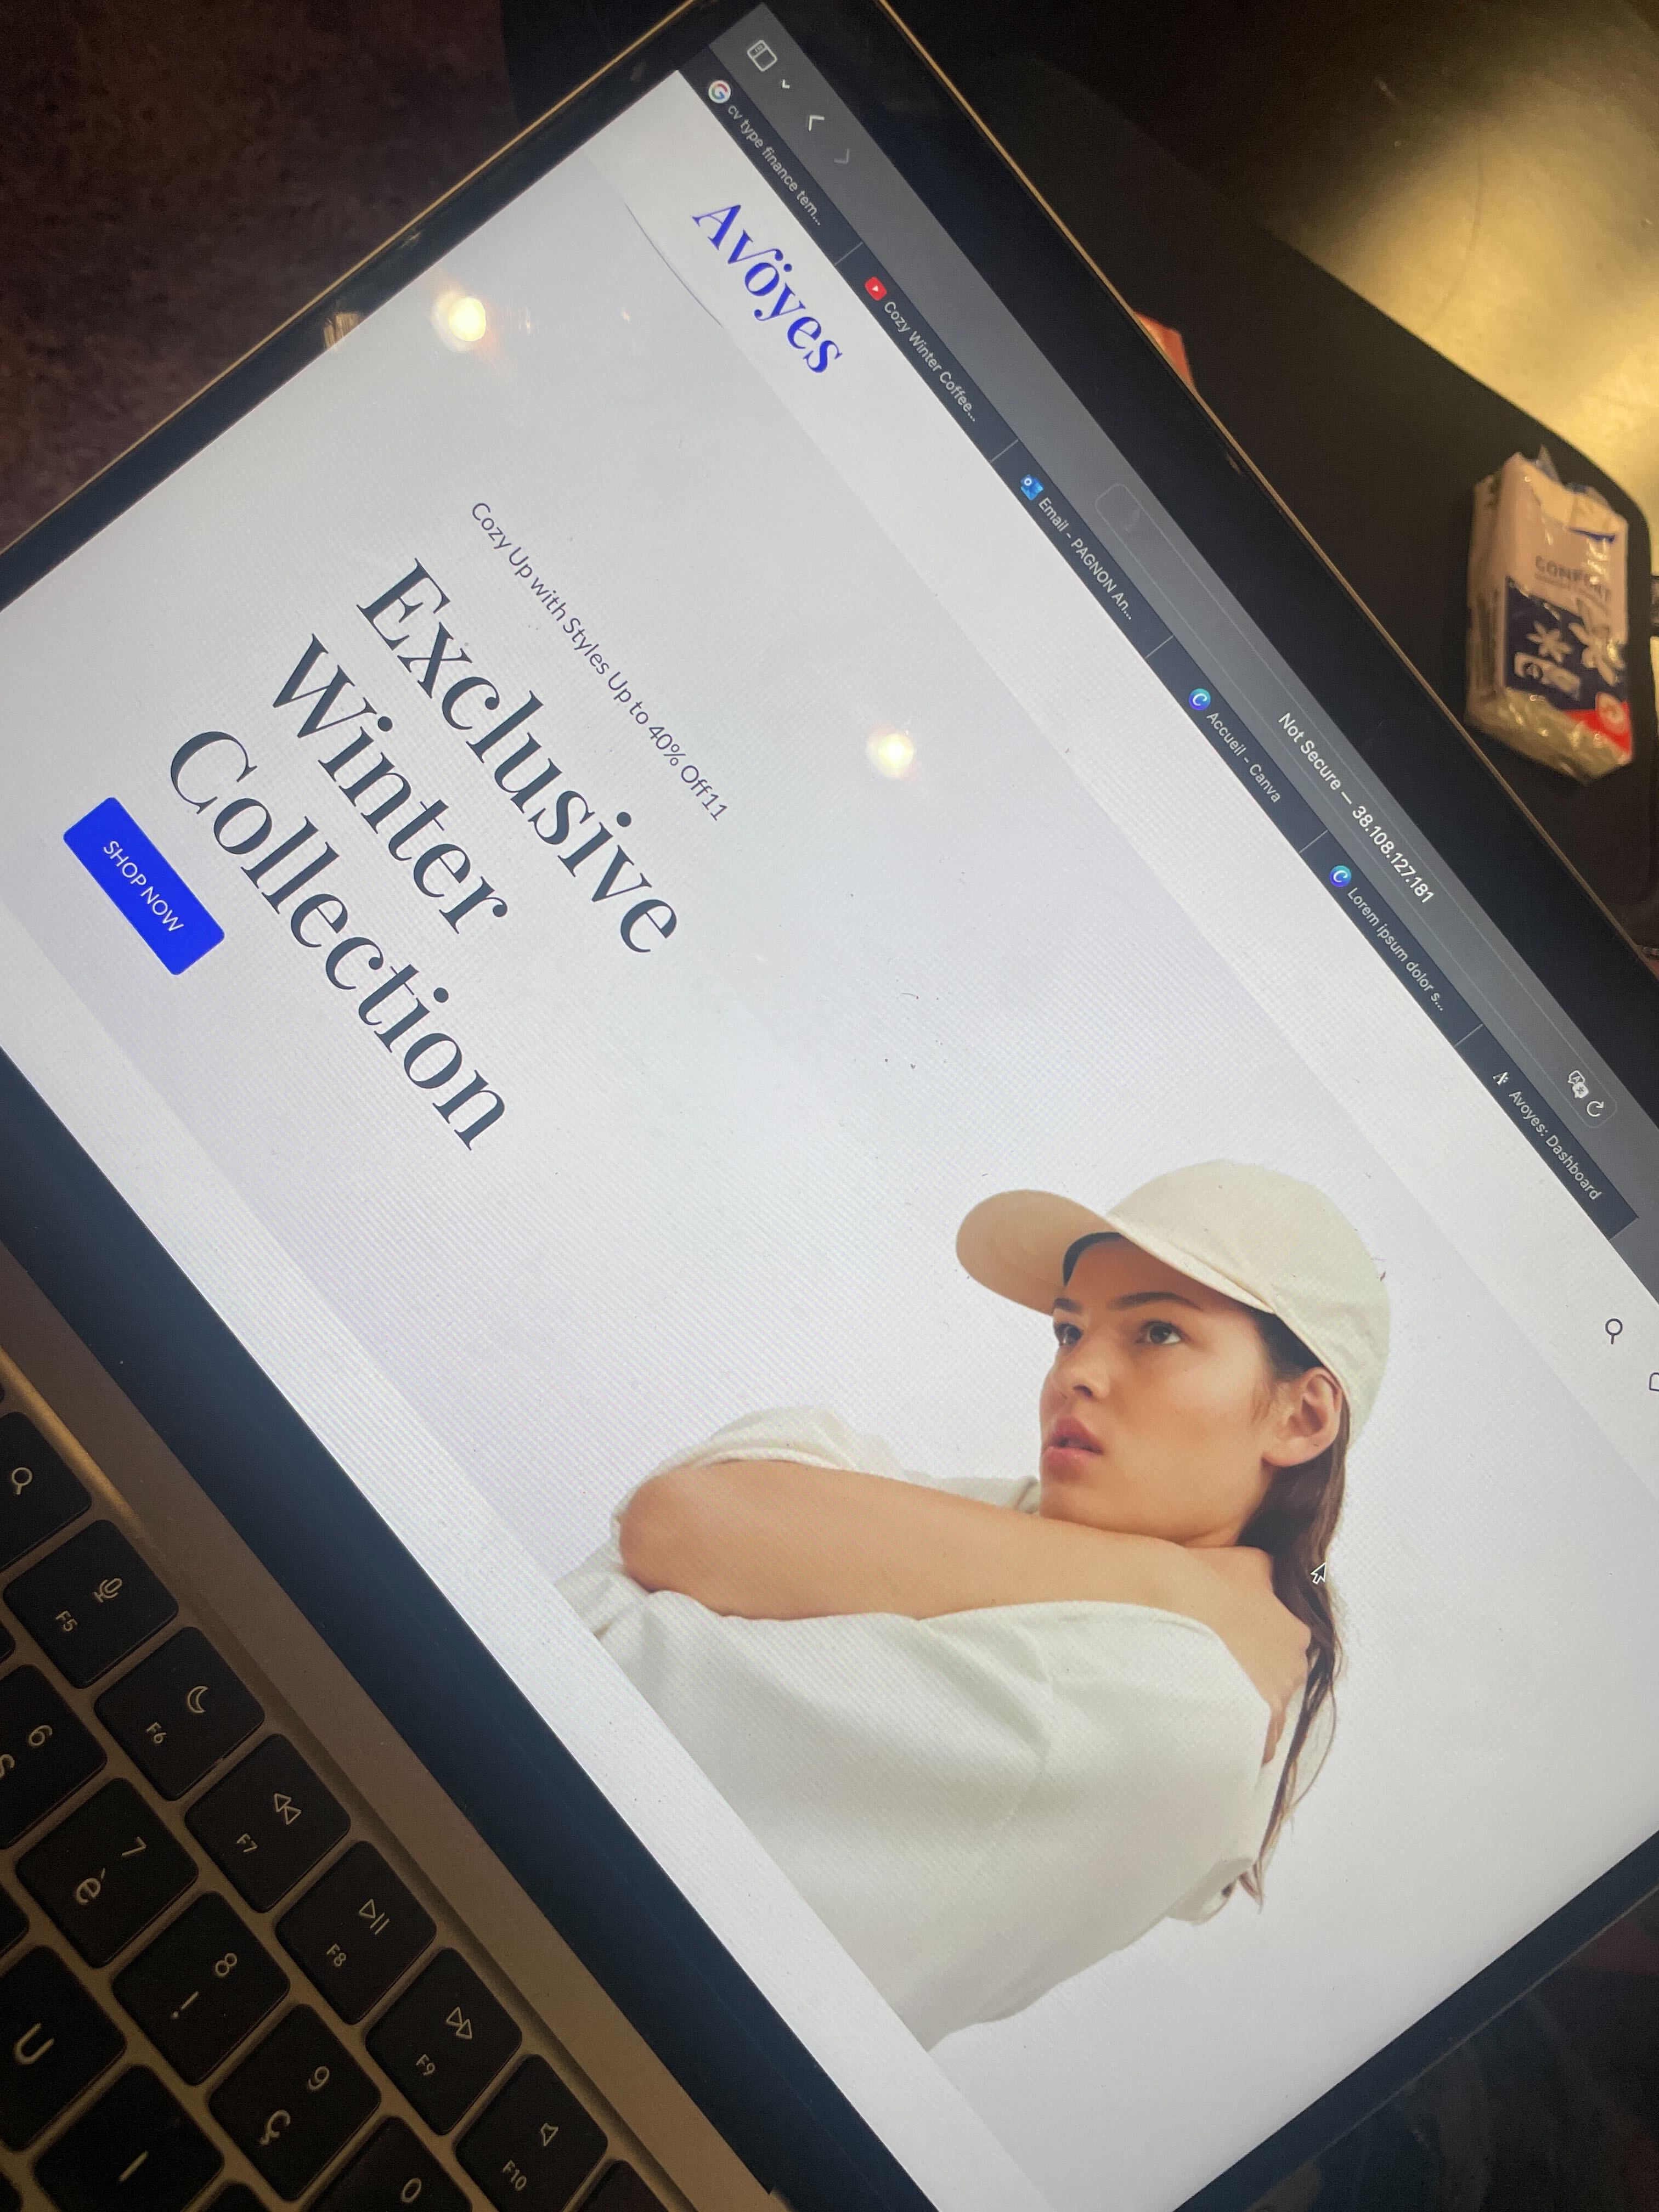 Not Secure — 38.108.127.181
cv type finance tem...
Cozy Winter Coffee...
Email - PAGNON An...
Accueil - Canva
Lorem ipsum dolor s...
Avoyes: Dashboard
Avöyes
Cozy Up with Styles Up to 40% Off11
Exclusive
Winter
Collection
SHOP NOW
CONFORT
F5
F6
F7
F8
F9
F10
6
§
7
è
8
!
9
ç
0
U
I